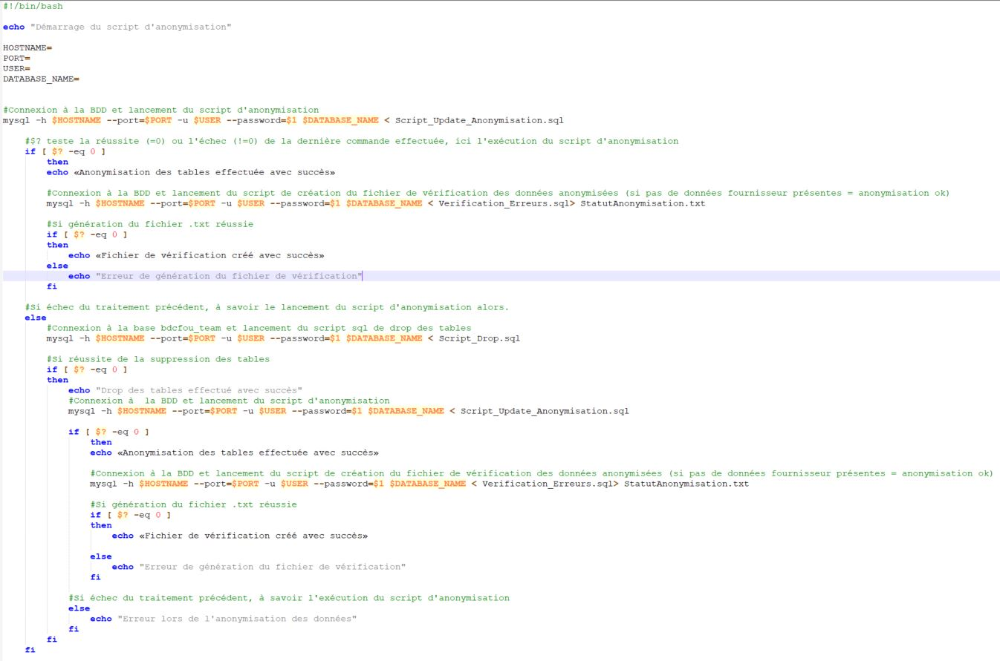 #!/bin/bash
echo "Démarrage du script d'anonymisation"
HOSTNAME=
PORT=
USER=
DATABASE_NAME=
#Connexion à la BDD et lancement du script d'anonymisation
mysql -h $HOSTNAME --port=$PORT -u $USER --password=$1 $DATABASE_NAME < Script_Update_Anonymisation.sql
#$? teste la réussite (=0) ou l'échec (!=0) de la dernière commande effectuée, ici l'exécution du script d'anonymisation
if [ $? -eq 0 ]
then
echo «Anonymisation des tables effectuée avec succès»
#Connexion à la BDD et lancement du script de création du fichier de vérification des données anonymisées (si pas de données fournisseur présentes = anonymisation ok)
mysql -h $HOSTNAME --port=$PORT -u $USER --password=$1 $DATABASE_NAME < Verification_Erreurs.sql> StatutAnonymisation.txt
#Si génération du fichier .txt réussie
if [ $? -eq 0 ]
then
echo «Fichier de vérification créé avec succès»
else
echo "Erreur de génération du fichier de vérification"
fi
#Si échec du traitement précédent, à savoir le lancement du script d'anonymisation alors.
else
#Connexion à la base bdcfou_team et lancement du script sql de drop des tables
mysql -h $HOSTNAME --port=$PORT -u $USER --password=$1 $DATABASE_NAME < Script_Drop.sql
#Si réussite de la suppression des tables
if [ $? -eq 0 ]
then
echo "Drop des tables effectué avec succès"
#Connexion à  la BDD et lancement du script d'anonymisation
mysql -h $HOSTNAME --port=$PORT -u $USER --password=$1 $DATABASE_NAME < Script_Update_Anonymisation.sql
if [ $? -eq 0 ]
then
echo «Anonymisation des tables effectuée avec succès»
#Connexion à la BDD et lancement du script de création du fichier de vérification des données anonymisées (si pas de données fournisseur présentes = anonymisation ok)
mysql -h $HOSTNAME --port=$PORT -u $USER --password=$1 $DATABASE_NAME < Verification_Erreurs.sql> StatutAnonymisation.txt
#Si génération du fichier .txt réussie
if [ $? -eq 0 ]
then
echo «Fichier de vérification créé avec succès»
else
echo "Erreur de génération du fichier de vérification"
fi
#Si échec du traitement précédent, à savoir l'exécution du script d'anonymisation
else
echo "Erreur lors de l'anonymisation des données"
fi
fi
fi